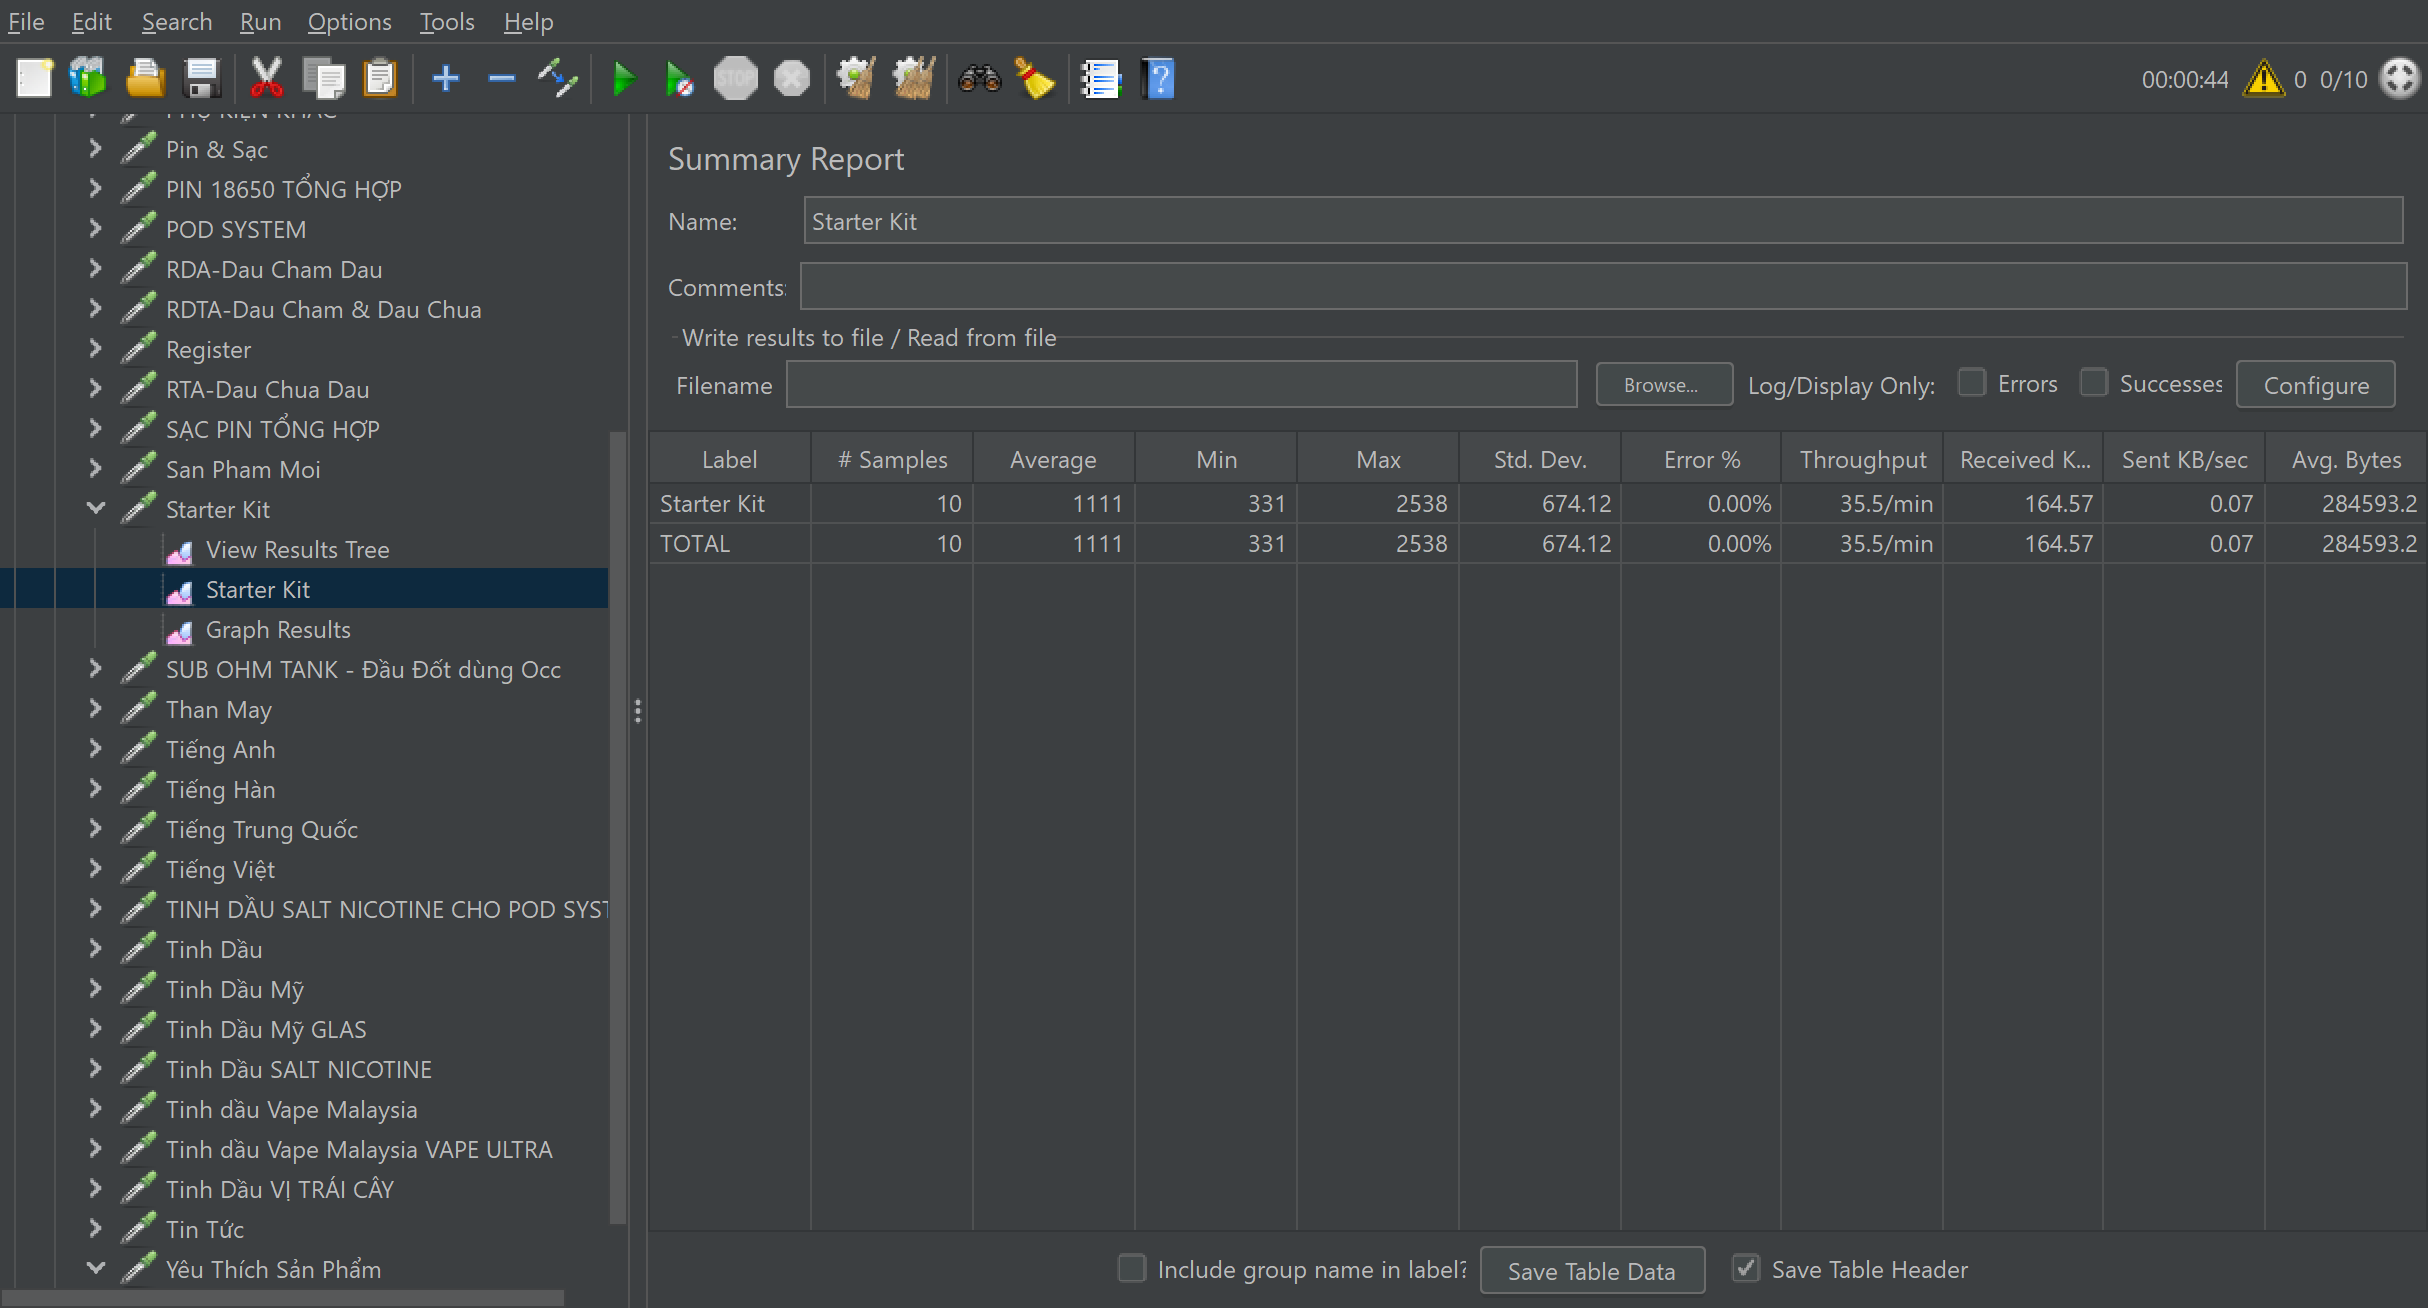 File Edit Search Run Options Tools Help
STOP
00:00:44 0 0/10
PHỤ KIỆN KHÁC
Pin & Sạc
PIN 18650 TỔNG HỢP
POD SYSTEM
RDA-Dau Cham Dau
RDTA-Dau Cham & Dau Chua
Register
RTA-Dau Chua Dau
SẠC PIN TỔNG HỢP
San Pham Moi
Starter Kit
View Results Tree
Starter Kit
Graph Results
SUB OHM TANK - Đầu Đốt dùng Occ
Than May
Tiếng Anh
Tiếng Hàn
Tiếng Trung Quốc
Tiếng Việt
TINH DẦU SALT NICOTINE CHO POD SYST
Tinh Dầu
Tinh Dầu Mỹ
Tinh Dầu Mỹ GLAS
Tinh Dầu SALT NICOTINE
Tinh dầu Vape Malaysia
Tinh dầu Vape Malaysia VAPE ULTRA
Tinh Dầu VỊ TRÁI CÂY
Tin Tức
Yêu Thích Sản Phẩm
Summary Report
Name: Starter Kit
Comments:
Write results to file / Read from file
Filename Browse... Log/Display Only: Errors Successes Configure
Label # Samples Average Min Max Std. Dev. Error % Throughput Received K... Sent KB/sec Avg. Bytes
Starter Kit 10 1111 331 2538 674.12 0.00% 35.5/min 164.57 0.07 284593.2
TOTAL 10 1111 331 2538 674.12 0.00% 35.5/min 164.57 0.07 284593.2
Include group name in label? Save Table Data Save Table Header